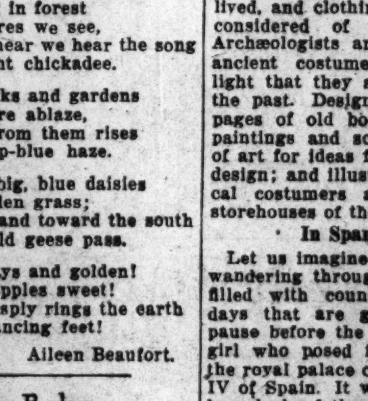 in forest
res we see,
near we hear the song
nt chickadee.
ks and gardens
re ablaze,
rom them rises
p-blue haze.
big, blue daisies
len grass;
and toward the south
ld geese pass.
ys and golden!
pples sweet!
sply rings the earth
ncing feet!
Aileen Beaufort.
lived, and clothin
considered of
Archæologists an
ancient costume
light that they s
the past. Design
pages of old bo
paintings and sc
of art for ideas f
design; and illus
cal costumers a
storehouses of th
In Spa
Let us imagine
wandering throug
filled with coun
days that are g
pause before the
girl who posed f
the royal palace o
IV of Spain. It w